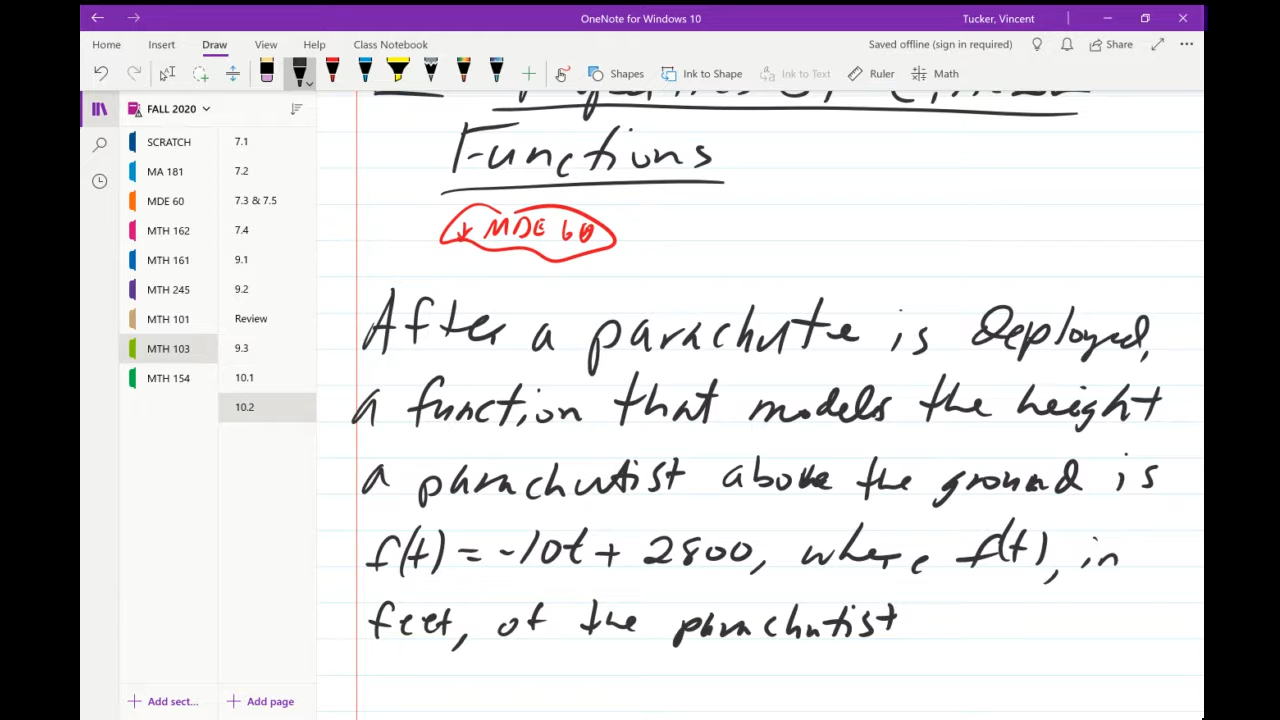 OneNote for Windows 10
Tucker, Vincent
Home Insert Draw View Help Class Notebook
Saved offline (sign in required) Share
Shapes Ink to Shape Ink to Text Ruler Math
FALL 2020
SCRATCH
MA 181
MDE 60
MTH 162
MTH 161
MTH 245
MTH 101
MTH 103
MTH 154
Add sect...
7.1
7.2
7.3 & 7.5
7.4
9.1
9.2
Review
9.3
10.1
10.2
Add page
Functions
↓ MDE 60
After a parachute is deployed,
a function that models the height
a parachutist above the ground is
f(t) = -10t + 2800, where f(t), in
feet, of the parachutist